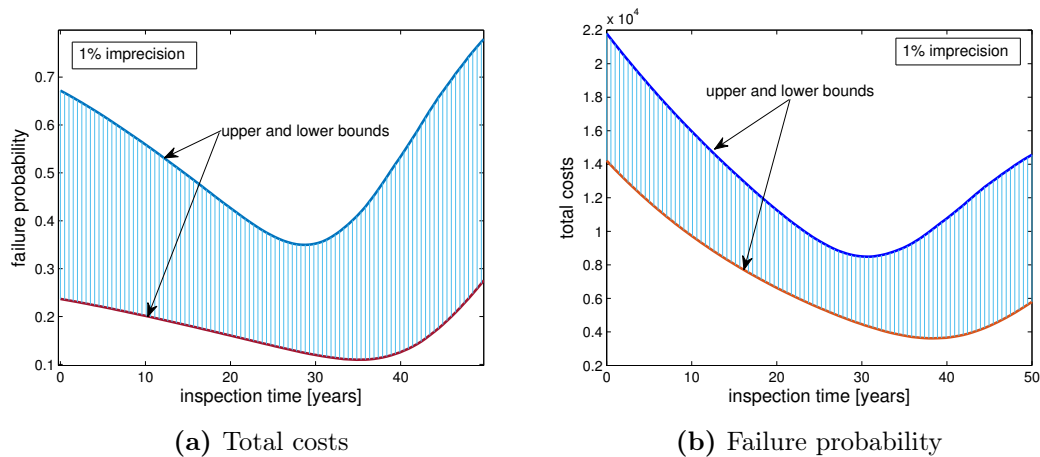 1% imprecision
0.7
0.6
0.5
0.4
0.3
0.2
0.1
failure probability
upper and lower bounds
0 10 20 30 40
inspection time [years]
(a) Total costs
x 10⁴
2.2
2
1.8
1.6
1.4
1.2
1
0.8
0.6
0.4
0.2
total costs
1% imprecision
upper and lower bounds
0 10 20 30 40 50
inspection time [years]
(b) Failure probability